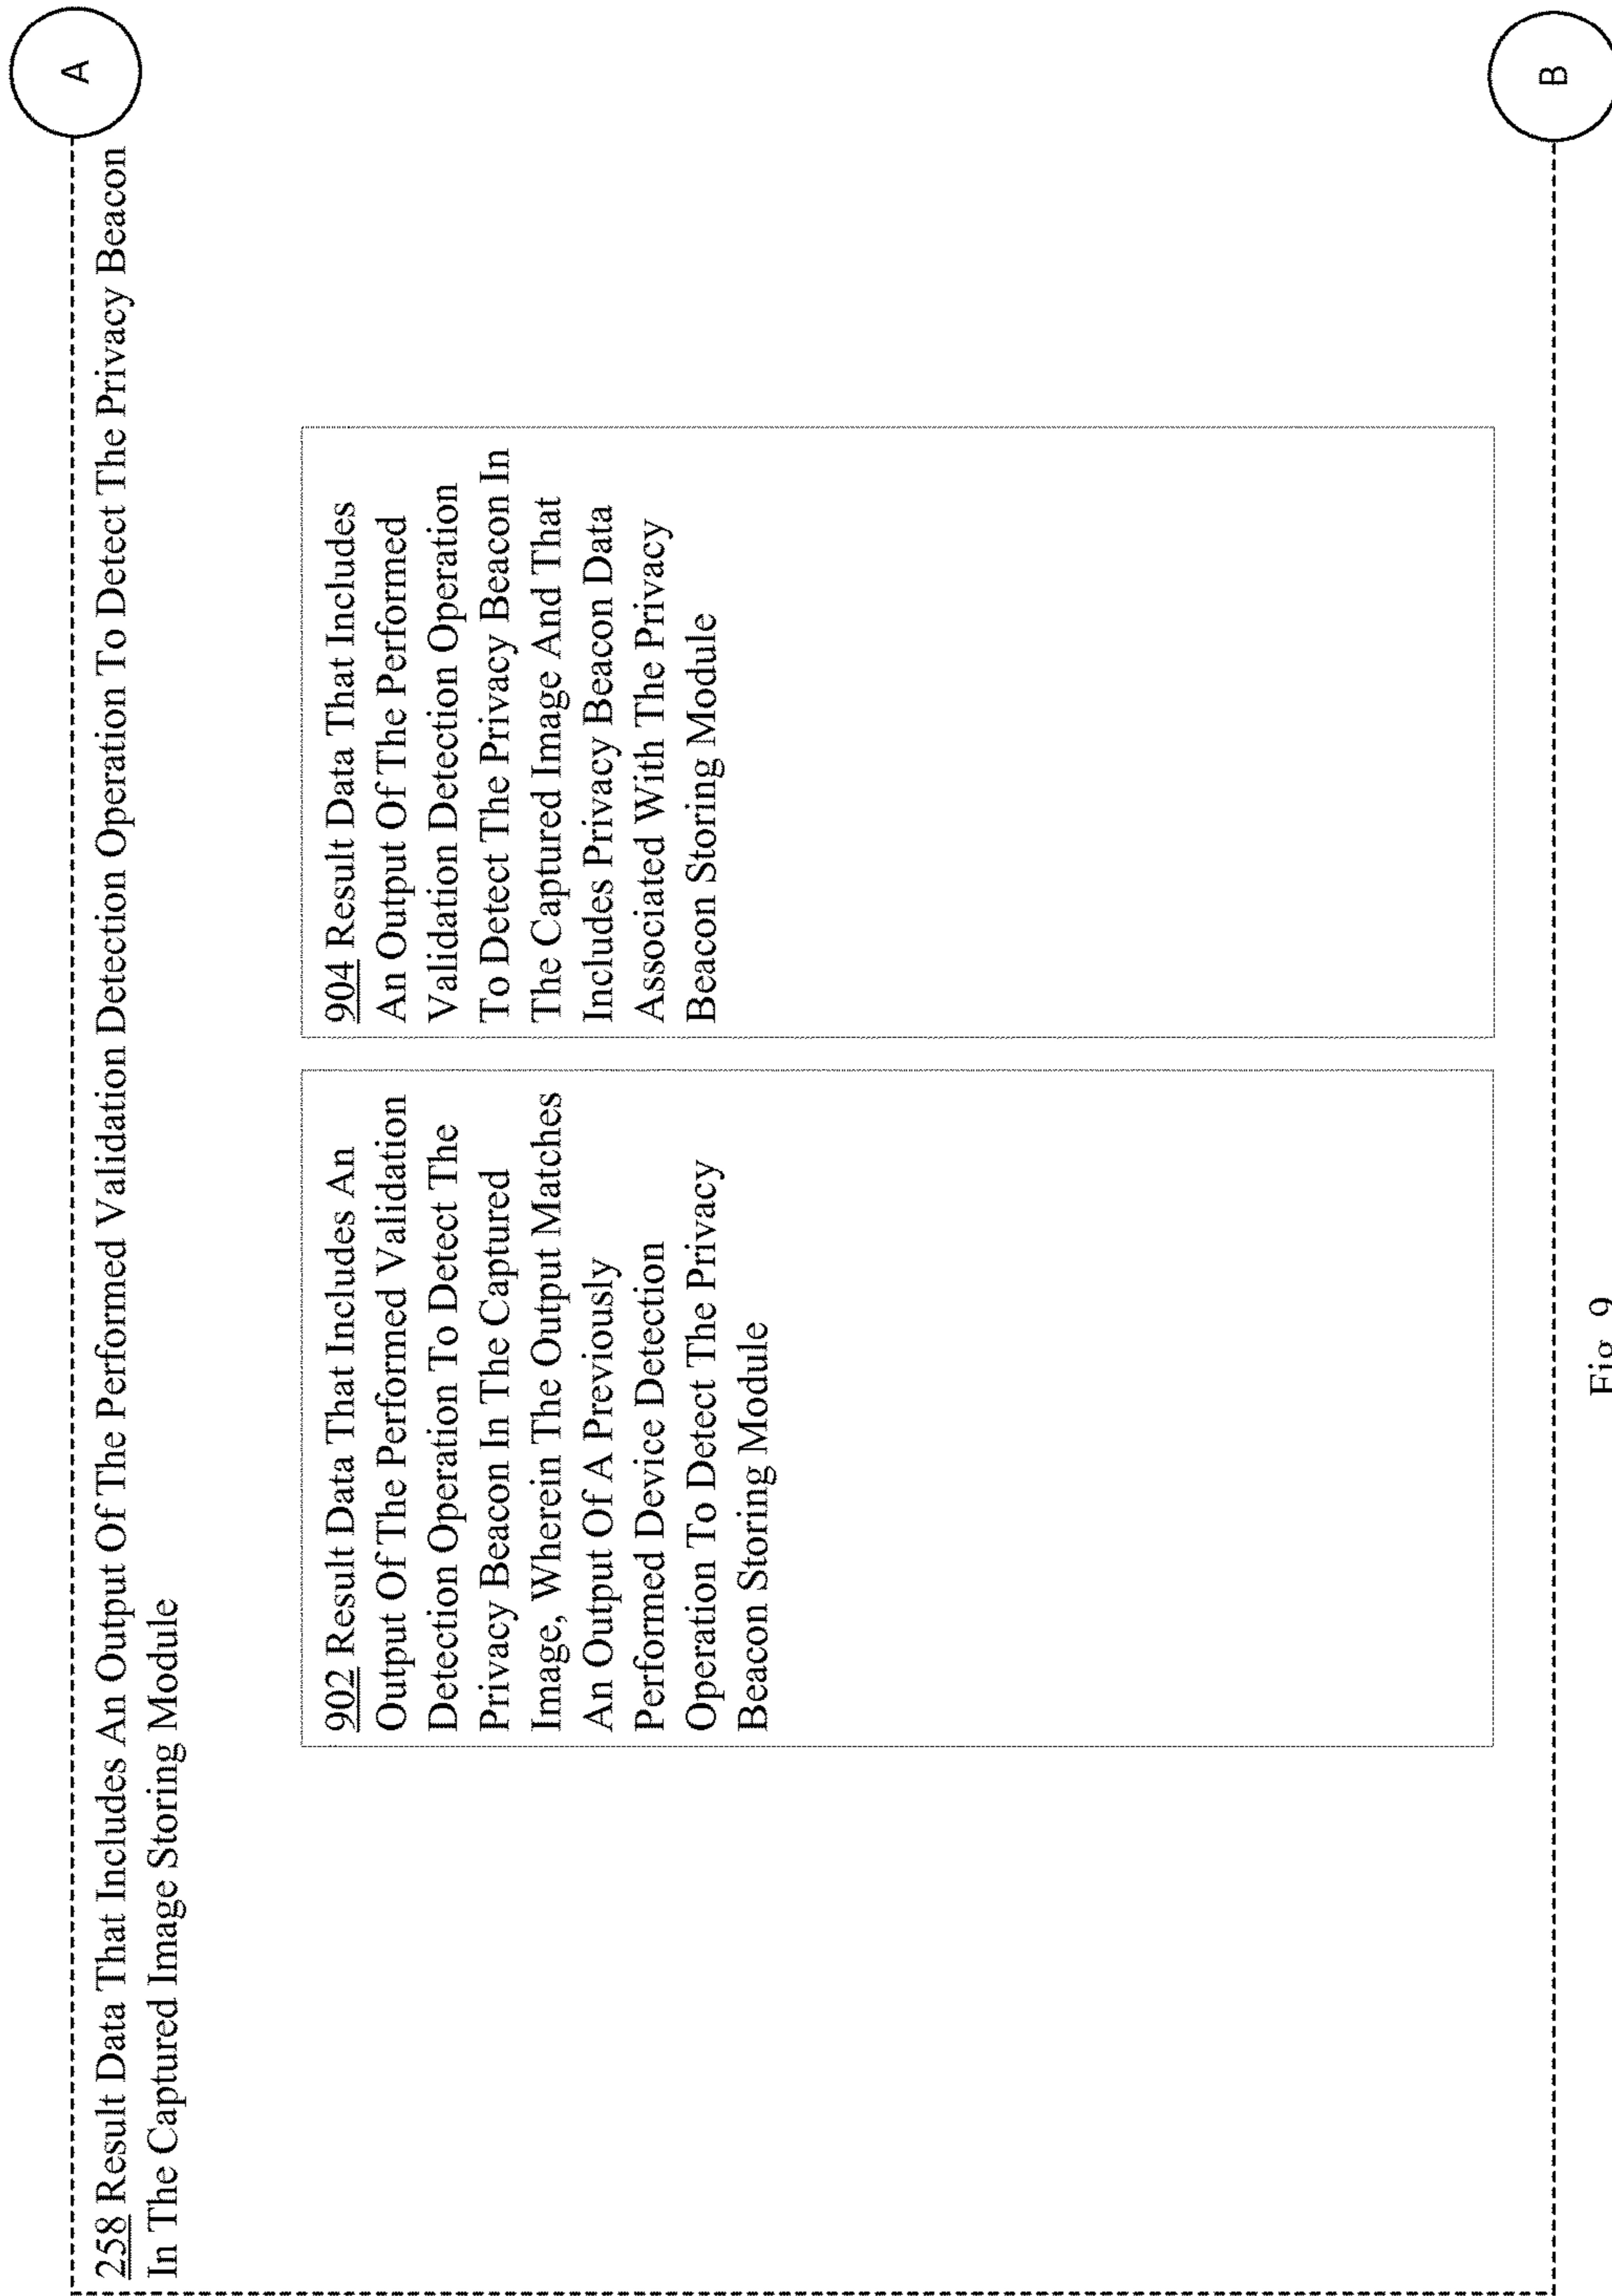 258 Result Data That Includes An Output Of The Performed Validation Detection Operation To Detect The Privacy Beacon
In The Captured Image Storing Module
A
902 Result Data That Includes An
Output Of The Performed Validation
Detection Operation To Detect The
Privacy Beacon In The Captured
Image, Wherein The Output Matches
An Output Of A Previously
Performed Device Detection
Operation To Detect The Privacy
Beacon Storing Module
904 Result Data That Includes
An Output Of The Performed
Validation Detection Operation
To Detect The Privacy Beacon In
The Captured Image And That
Includes Privacy Beacon Data
Associated With The Privacy
Beacon Storing Module
B
Fig. 9